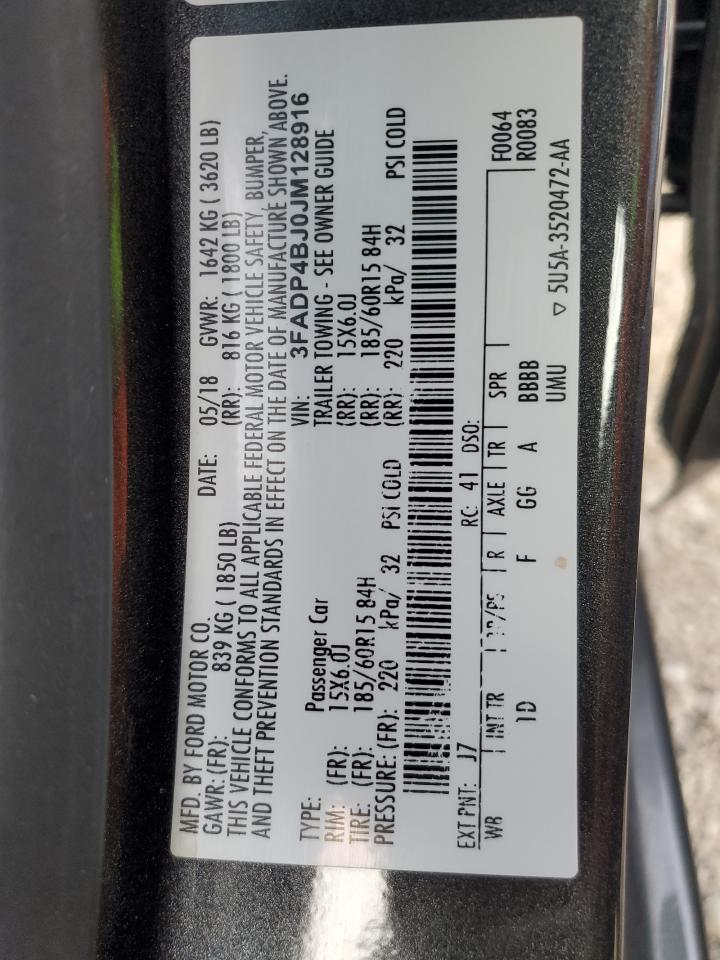 MFD. BY FORD MOTOR CO. DATE: 05/18 GVWR: 1642 KG ( 3620 LB)
GAWR: (FR): 839 KG ( 1850 LB) (RR): 816 KG ( 1800 LB)
THIS VEHICLE CONFORMS TO ALL APPLICABLE FEDERAL MOTOR VEHICLE SAFETY, BUMPER,
AND THEFT PREVENTION STANDARDS IN EFFECT ON THE DATE OF MANUFACTURE SHOWN ABOVE.
VIN: 3FADP4BJ0JM128916
TYPE: Passenger Car TRAILER TOWING - SEE OWNER GUIDE
RIM: (FR): 15X6.0J (RR): 15X6.0J
TIRE: (FR): 185/60R15 84H (RR): 185/60R15 84H
PRESSURE: (FR): 220 kPa/ 32 PSI COLD (RR): 220 kPa/ 32 PSI COLD
EXT PNT: J7 RC: 41 DSO: F0064
R0083
WB INT TR R AXLE TR SPR
1D F GG A BBBB
UMU ▽ 5U5A-3520472-AA